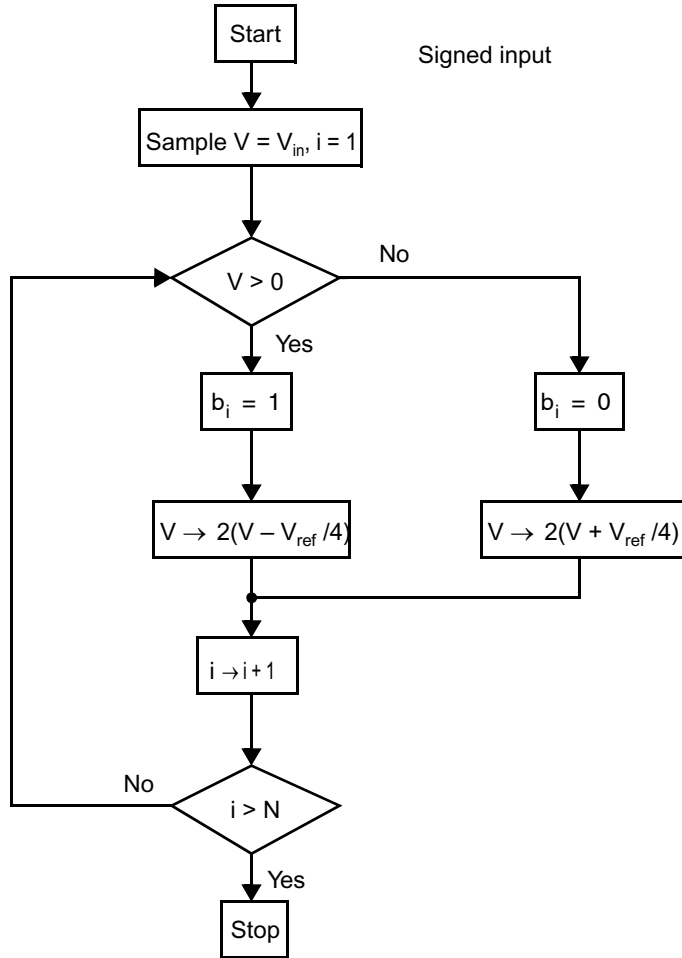 Start
Signed input
Sample V = V_in, i = 1
V > 0
No
Yes
b_i = 1
b_i = 0
V → 2(V – V_ref /4)
V → 2(V + V_ref /4)
i → i + 1
No
i > N
Yes
Stop